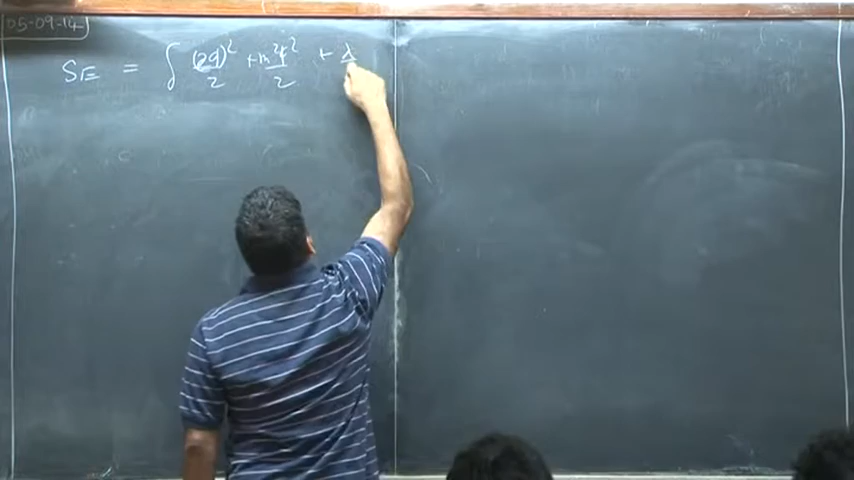 05-09-14
S_E = ∫ (∂φ)²/2 + m²φ²/2 + λ